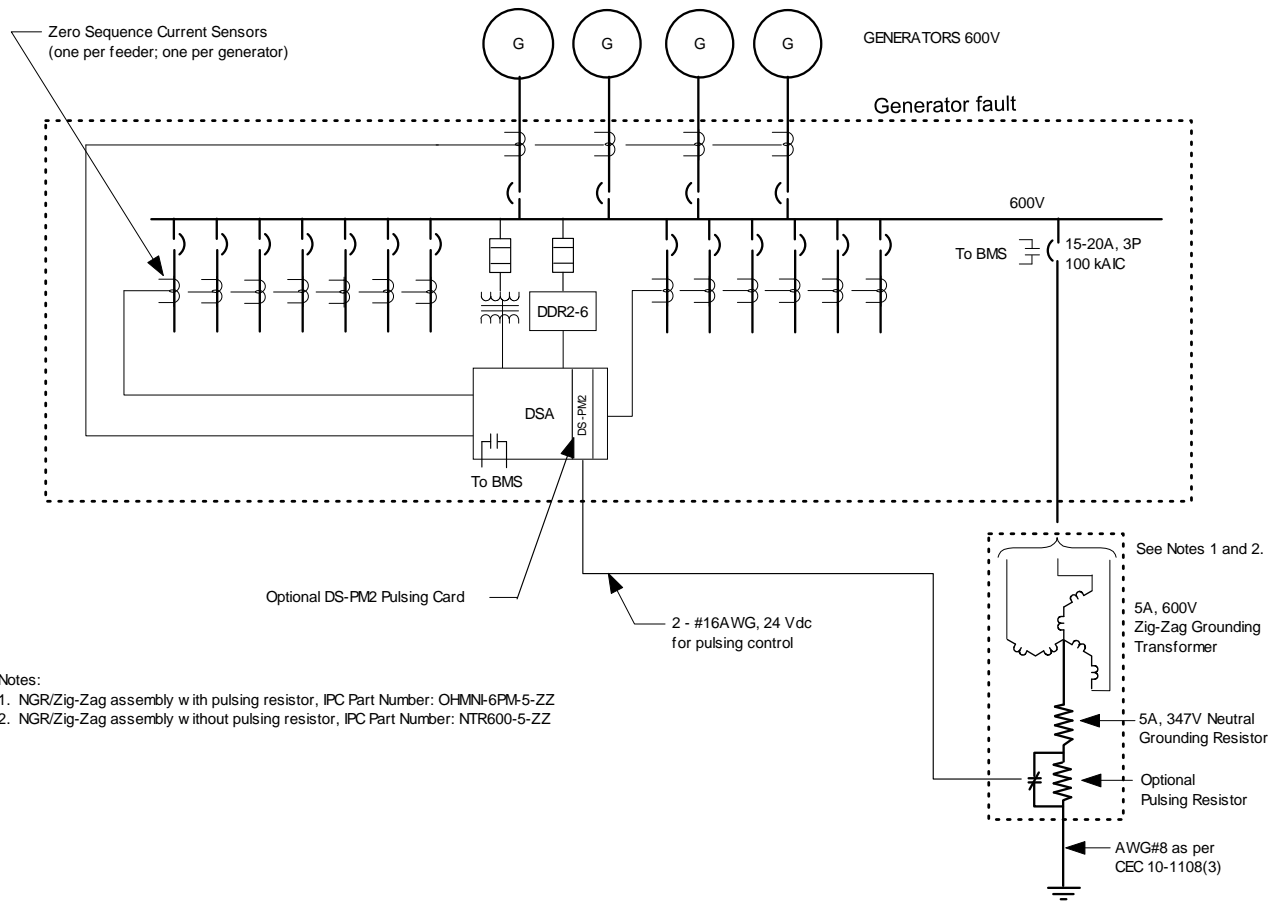 Zero Sequence Current Sensors
(one per feeder; one per generator)
G
G
G
G
GENERATORS 600V
Generator fault
600V
To BMS
15-20A, 3P
100 kAIC
DDR2-6
DSA
DS-PM2
To BMS
See Notes 1 and 2.
Optional DS-PM2 Pulsing Card
2 - #16AWG, 24 Vdc
for pulsing control
5A, 600V
Zig-Zag Grounding
Transformer
Notes:
1. NGR/Zig-Zag assembly with pulsing resistor, IPC Part Number: OHMNI-6PM-5-ZZ
2. NGR/Zig-Zag assembly without pulsing resistor, IPC Part Number: NTR600-5-ZZ
5A, 347V Neutral
Grounding Resistor
Optional
Pulsing Resistor
AWG#8 as per
CEC 10-1108(3)